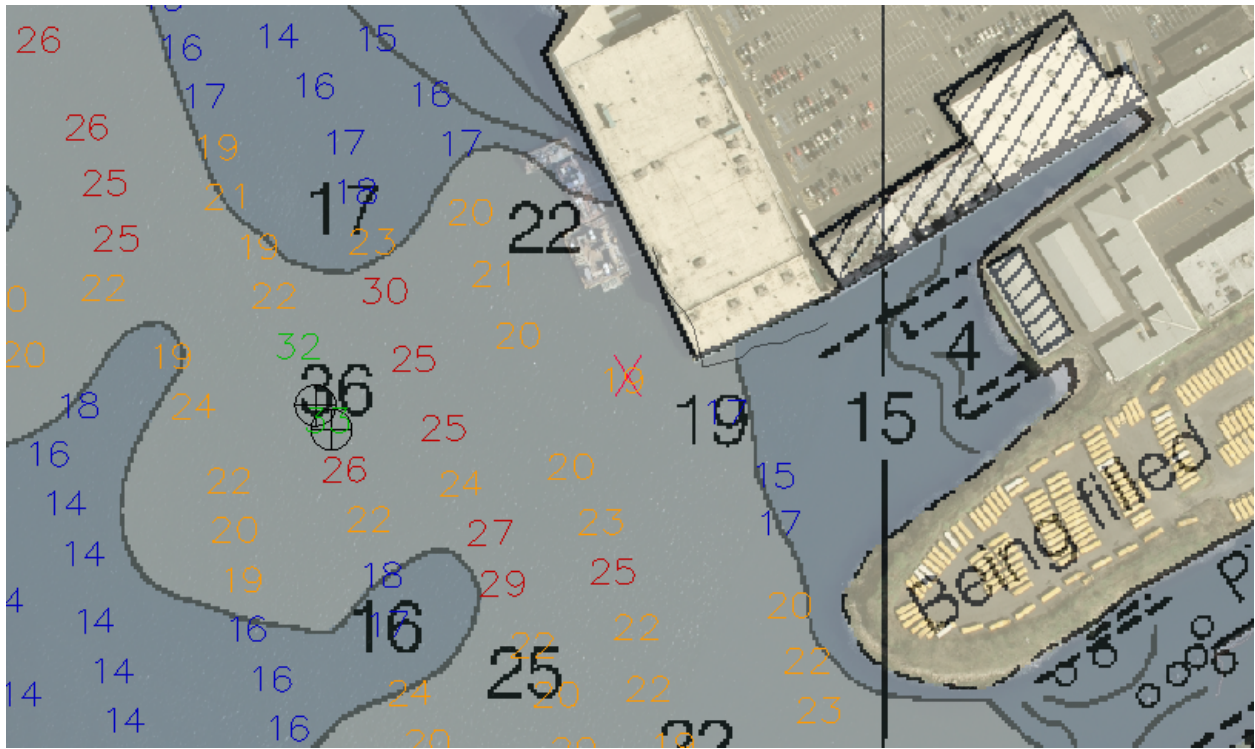 26 16 14 15
17 16 16
26 19 17 17
25 21 17 18 20 22
25 19 23
22 22 30 21
20 32 25 20
19 36 19
18 24 33 25 19 17 15 4
16 22 26 24 20 15
14 20 22 27 23 17
14 19 18 29 25
14 16 16 17 22 22 20
14 16 25 22
14 24 20 22 23
14 16 20 19
Being filled